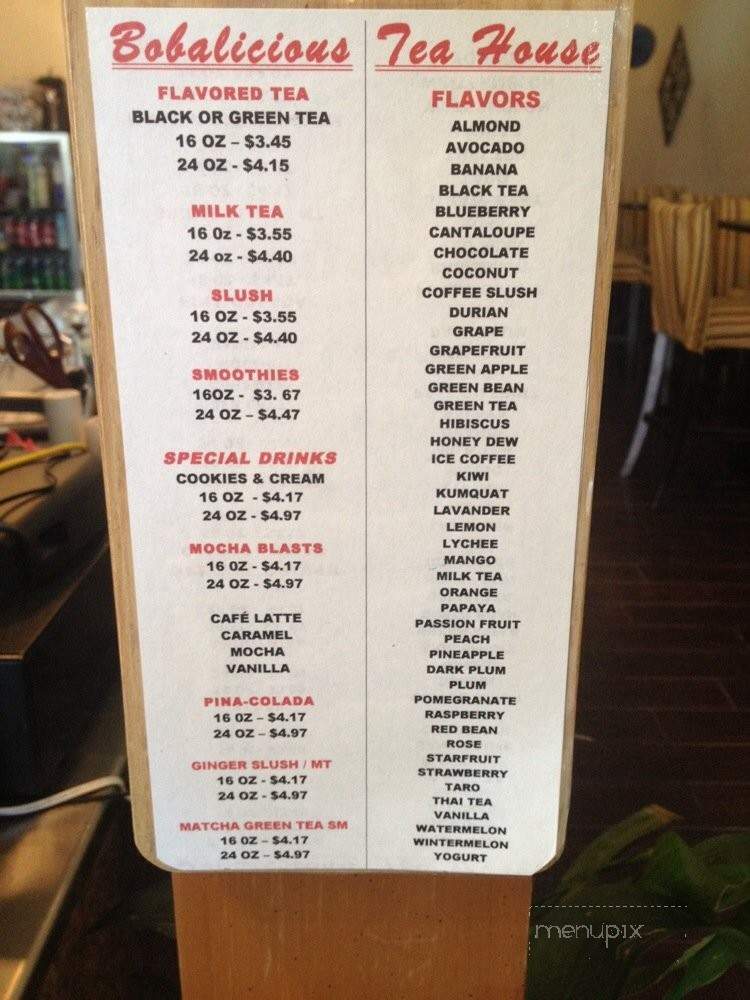 Bobalicious Tea House
FLAVORED TEA
BLACK OR GREEN TEA
16 OZ – $3.45
24 OZ - $4.15
MILK TEA
16 Oz - $3.55
24 oz - $4.40
SLUSH
16 OZ - $3.55
24 OZ - $4.40
SMOOTHIES
16OZ - $3. 67
24 OZ – $4.47
SPECIAL DRINKS
COOKIES & CREAM
16 OZ - $4.17
24 OZ - $4.97
MOCHA BLASTS
16 OZ - $4.17
24 OZ - $4.97
CAFÉ LATTE
CARAMEL
MOCHA
VANILLA
PINA-COLADA
16 OZ – $4.17
24 OZ – $4.97
GINGER SLUSH / MT
16 OZ - $4.17
24 OZ - $4.97
MATCHA GREEN TEA SM
16 OZ – $4.17
24 OZ – $4.97
FLAVORS
ALMOND
AVOCADO
BANANA
BLACK TEA
BLUEBERRY
CANTALOUPE
CHOCOLATE
COCONUT
COFFEE SLUSH
DURIAN
GRAPE
GRAPEFRUIT
GREEN APPLE
GREEN BEAN
GREEN TEA
HIBISCUS
HONEY DEW
ICE COFFEE
KIWI
KUMQUAT
LAVANDER
LEMON
LYCHEE
MANGO
MILK TEA
ORANGE
PAPAYA
PASSION FRUIT
PEACH
PINEAPPLE
DARK PLUM
PLUM
POMEGRANATE
RASPBERRY
RED BEAN
ROSE
STARFRUIT
STRAWBERRY
TARO
THAI TEA
VANILLA
WATERMELON
WINTERMELON
YOGURT
menupix